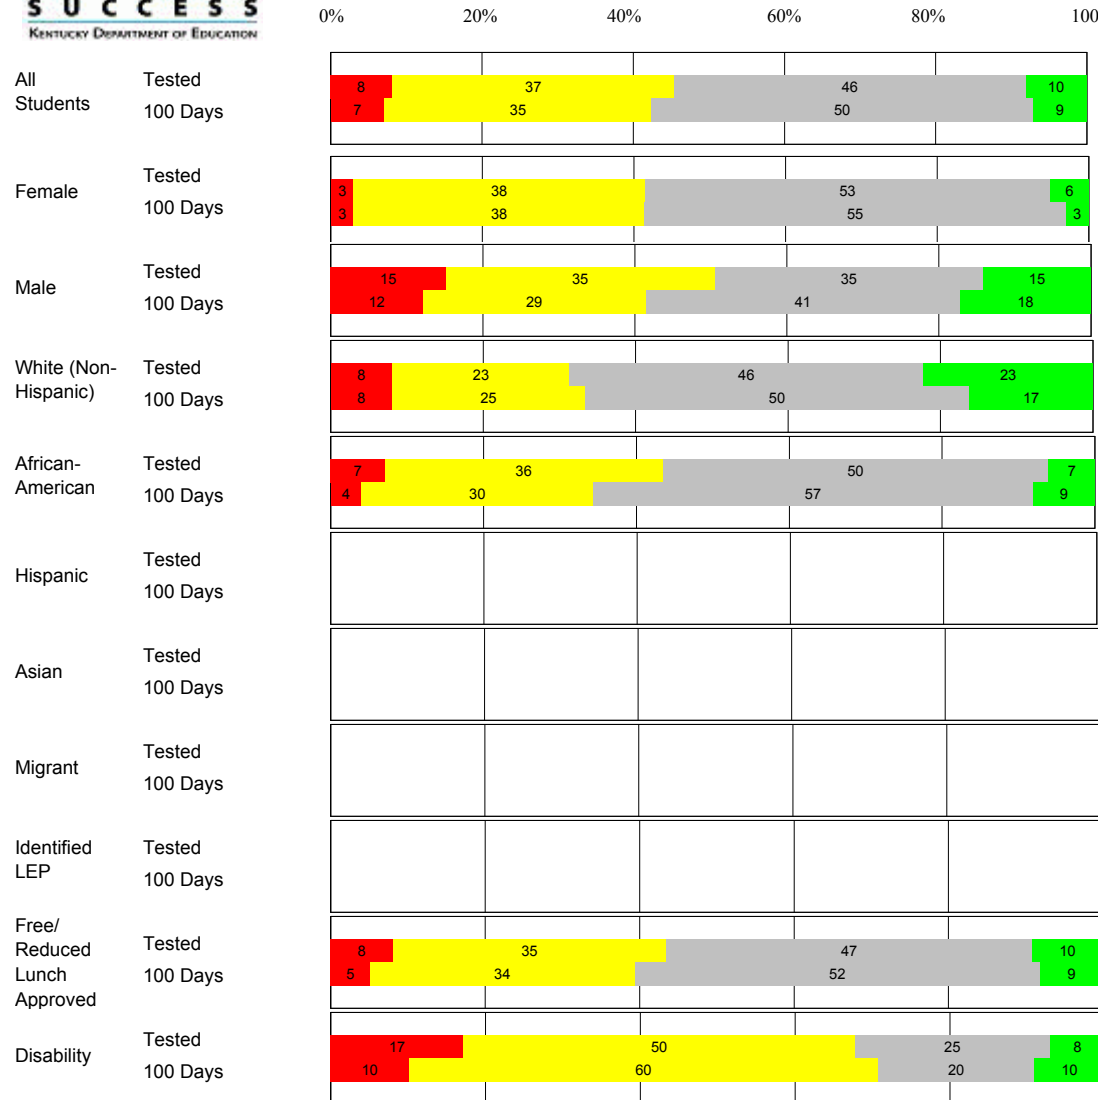 SUCCESS
KENTUCKY DEPARTMENT OF EDUCATION
0% 20% 40% 60% 80% 100
All Students
Tested 8 37 46 10
100 Days 7 35 50 9
Female
Tested 3 38 53 6
100 Days 3 38 55 3
Male
Tested 15 35 35 15
100 Days 12 29 41 18
White (Non-
Hispanic)
Tested 8 23 46 23
100 Days 8 25 50 17
African-
American
Tested 7 36 50 7
100 Days 4 30 57 9
Hispanic
Tested
100 Days
Asian
Tested
100 Days
Migrant
Tested
100 Days
Identified
LEP
Tested
100 Days
Free/
Reduced
Lunch
Approved
Tested 8 35 47 10
100 Days 5 34 52 9
Disability
Tested 17 50 25 8
100 Days 10 60 20 10